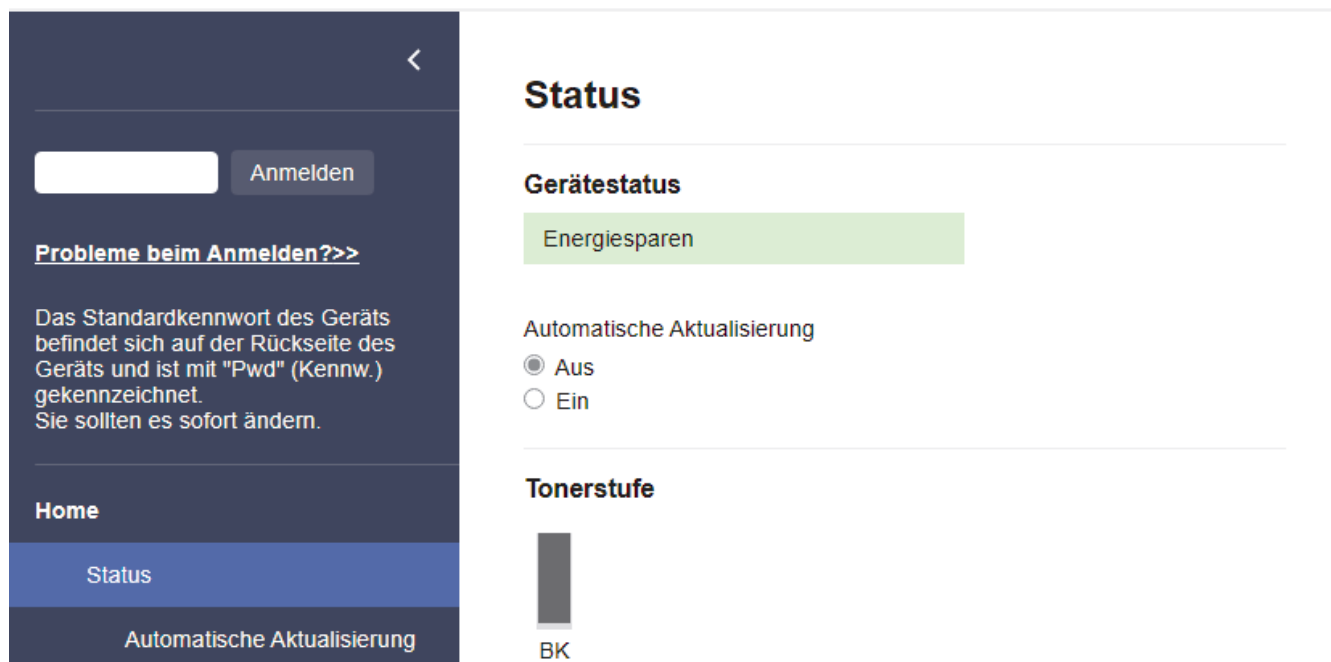 Anmelden
Probleme beim Anmelden?>>
Das Standardkennwort des Geräts
befindet sich auf der Rückseite des
Geräts und ist mit "Pwd" (Kennw.)
gekennzeichnet.
Sie sollten es sofort ändern.
Home
Status
Automatische Aktualisierung
Status
Gerätestatus
Energiesparen
Automatische Aktualisierung
Aus
Ein
Tonerstufe
BK